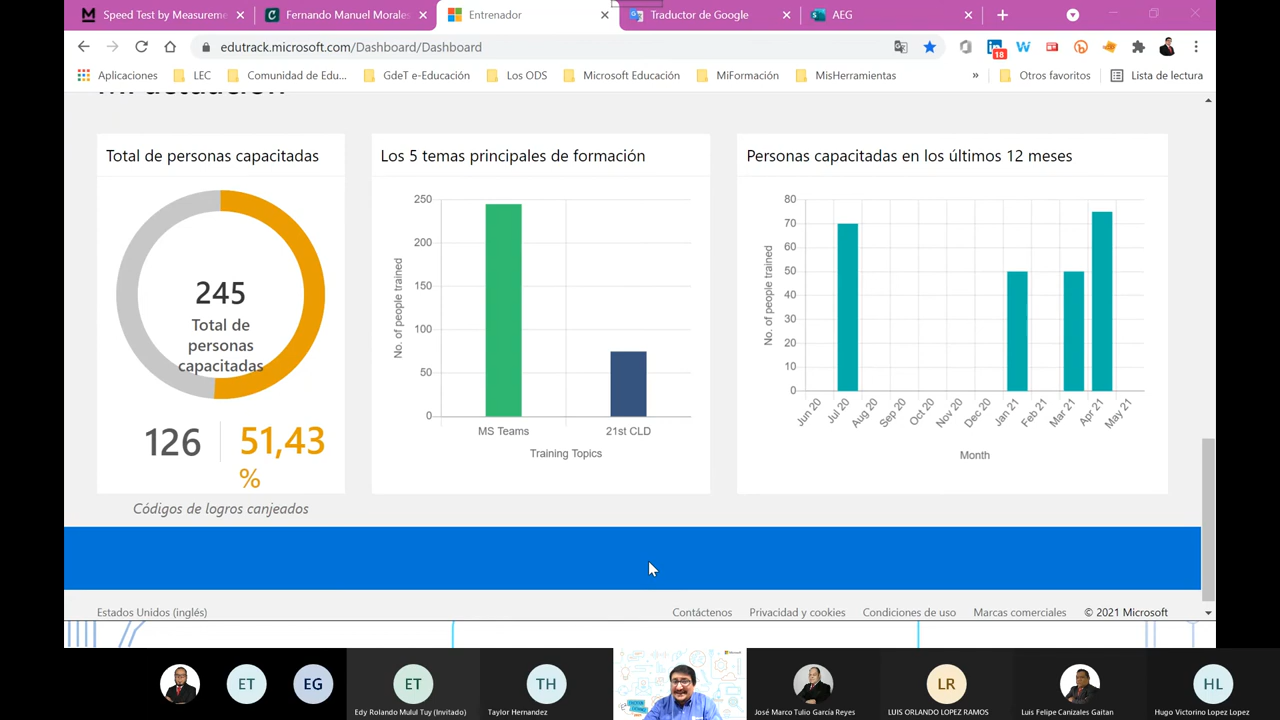 Speed Test by Measureme
Fernando Manuel Morales
Entrenador
Traductor de Google
AEG
edutrack.microsoft.com/Dashboard/Dashboard
18
Aplicaciones
LEC
Comunidad de Edu...
GdeT e-Educación
Los ODS
Microsoft Educación
MiFormación
MisHerramientas
»
Otros favoritos
Lista de lectura
Total de personas capacitadas
245
Total de
personas
capacitadas
126
51,43
%
Códigos de logros canjeados
Los 5 temas principales de formación
250
200
150
100
50
0
No. of people trained
MS Teams
21st CLD
Training Topics
Personas capacitadas en los últimos 12 meses
80
70
60
50
40
30
20
10
0
No. of people trained
Jun 20
Jul 20
Aug 20
Sep 20
Oct 20
Nov 20
Dec 20
Jan 21
Feb 21
Mar 21
Apr 21
May 21
Month
Estados Unidos (inglés)
Contáctenos
Privacidad y cookies
Condiciones de uso
Marcas comerciales
© 2021 Microsoft
ET
EG
ET
Edy Rolando Mulul Tuy (Invitado)
TH
Taylor Hernandez
Microsoft
José Marco Tulio García Reyes
LR
LUIS ORLANDO LOPEZ RAMOS
Luis Felipe Canizales Gaitan
HL
Hugo Victorino Lopez Lopez